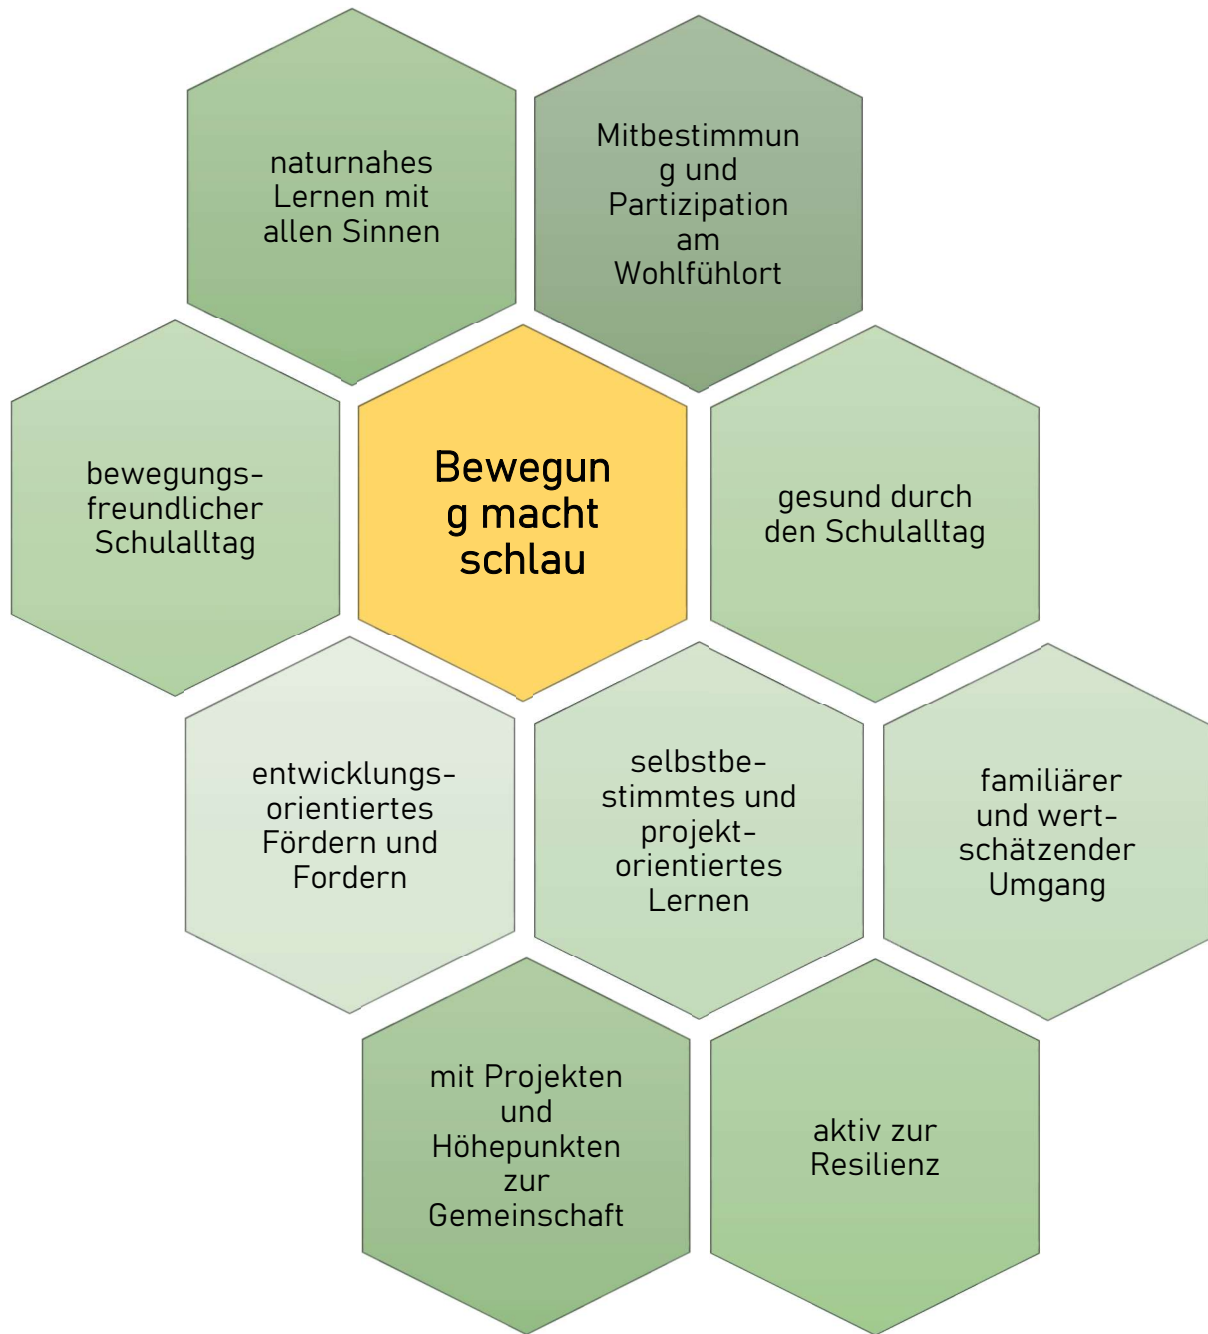 naturnahes
Lernen mit
allen Sinnen
Mitbestimmun
g und
Partizipation
am
Wohlfühlort
bewegungs-
freundlicher
Schulalltag
Bewegun
g macht
schlau
gesund durch
den Schulalltag
entwicklungs-
orientiertes
Fördern und
Fordern
selbstbe-
stimmtes und
projekt-
orientiertes
Lernen
familiärer
und wert-
schätzender
Umgang
mit Projekten
und
Höhepunkten
zur
Gemeinschaft
aktiv zur
Resilienz